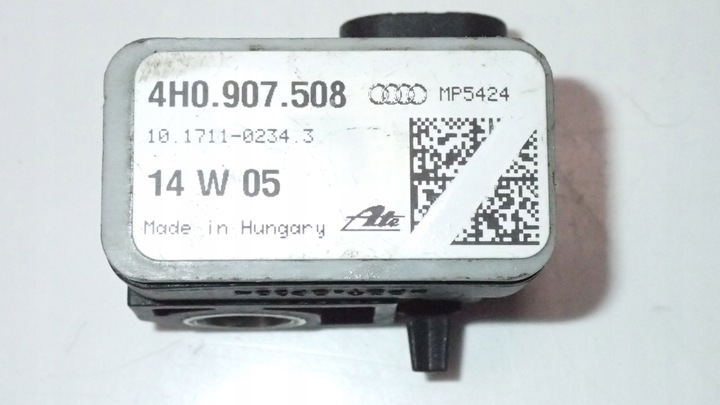 4H0.907.508 MP5424
10.1711-0234.3
14 W 05
Made in Hungary Ate